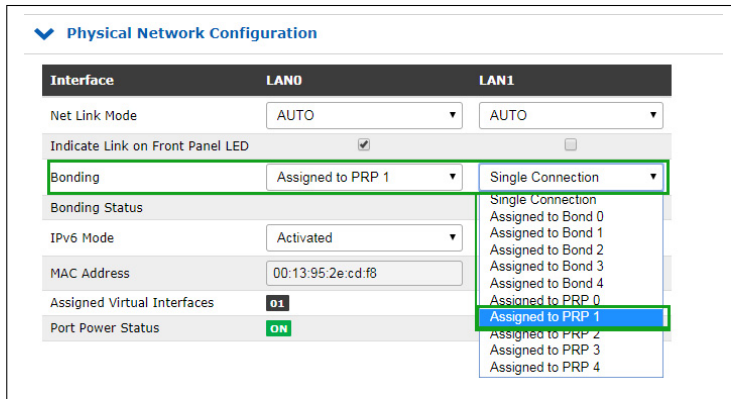 Physical Network Configuration
Interface LAN0 LAN1
Net Link Mode AUTO AUTO
Indicate Link on Front Panel LED
Bonding Assigned to PRP 1 Single Connection
Bonding Status Single Connection
Assigned to Bond 0
Assigned to Bond 1
IPv6 Mode Activated Assigned to Bond 2
Assigned to Bond 3
MAC Address 00:13:95:2e:cd:f8 Assigned to Bond 4
Assigned Virtual Interfaces 01 Assigned to PRP 0
Assigned to PRP 1
Port Power Status ON Assigned to PRP 2
Assigned to PRP 3
Assigned to PRP 4